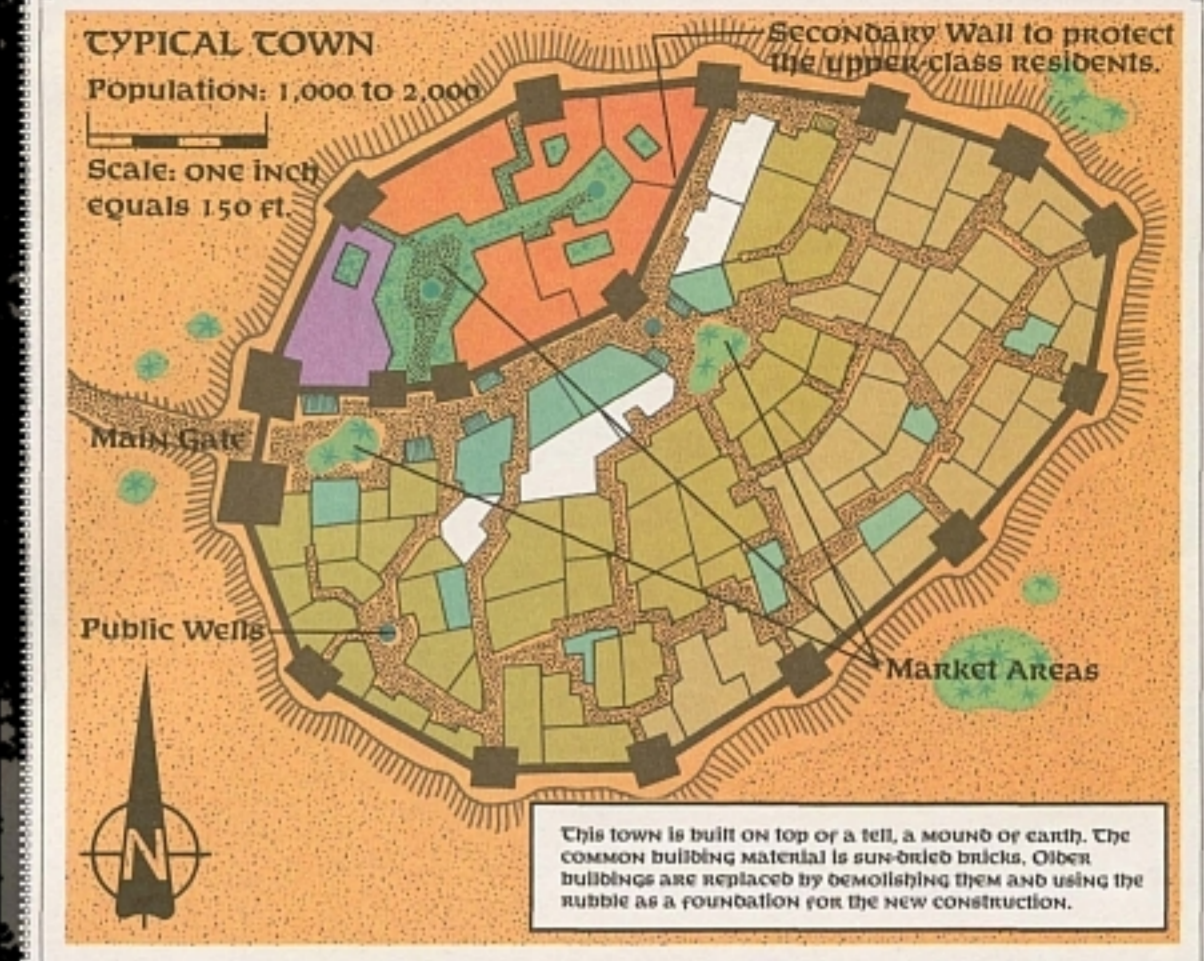 Typical Town
Population: 1,000 to 2,000
Scale: one inch
equals 150 ft.
Secondary Wall to protect
the upper-class residents.
Main Gate
Public Wells
Market Areas
N
This town is built on top of a tell, a mound of earth. The
common building material is sun-dried bricks. Older
buildings are replaced by demolishing them and using the
rubble as a foundation for the new construction.